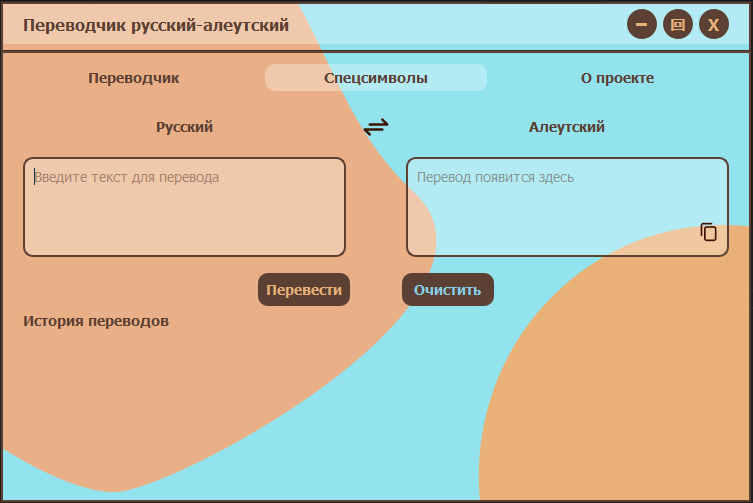 Переводчик русский-алеутский
Переводчик Спецсимволы О проекте
Русский Алеутский
Введите текст для перевода Перевод появится здесь
Перевести Очистить
История переводов